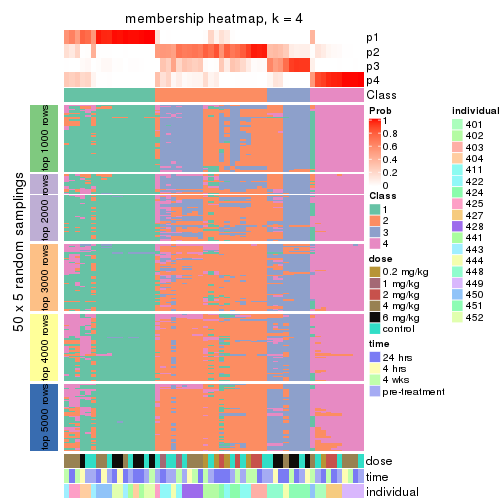 membership heatmap, k = 4
p1
p2
p3
p4
Class
50 x 5 random samplings
top 1000 rows
top 2000 rows
top 3000 rows
top 4000 rows
top 5000 rows
dose
time
individual
Prob
1
0.8
0.6
0.4
0.2
0
Class
1
2
3
4
dose
0.2 mg/kg
1 mg/kg
2 mg/kg
4 mg/kg
6 mg/kg
control
time
24 hrs
4 hrs
4 wks
pre-treatment
individual
401
402
403
404
411
422
424
425
427
428
441
443
444
448
449
450
451
452